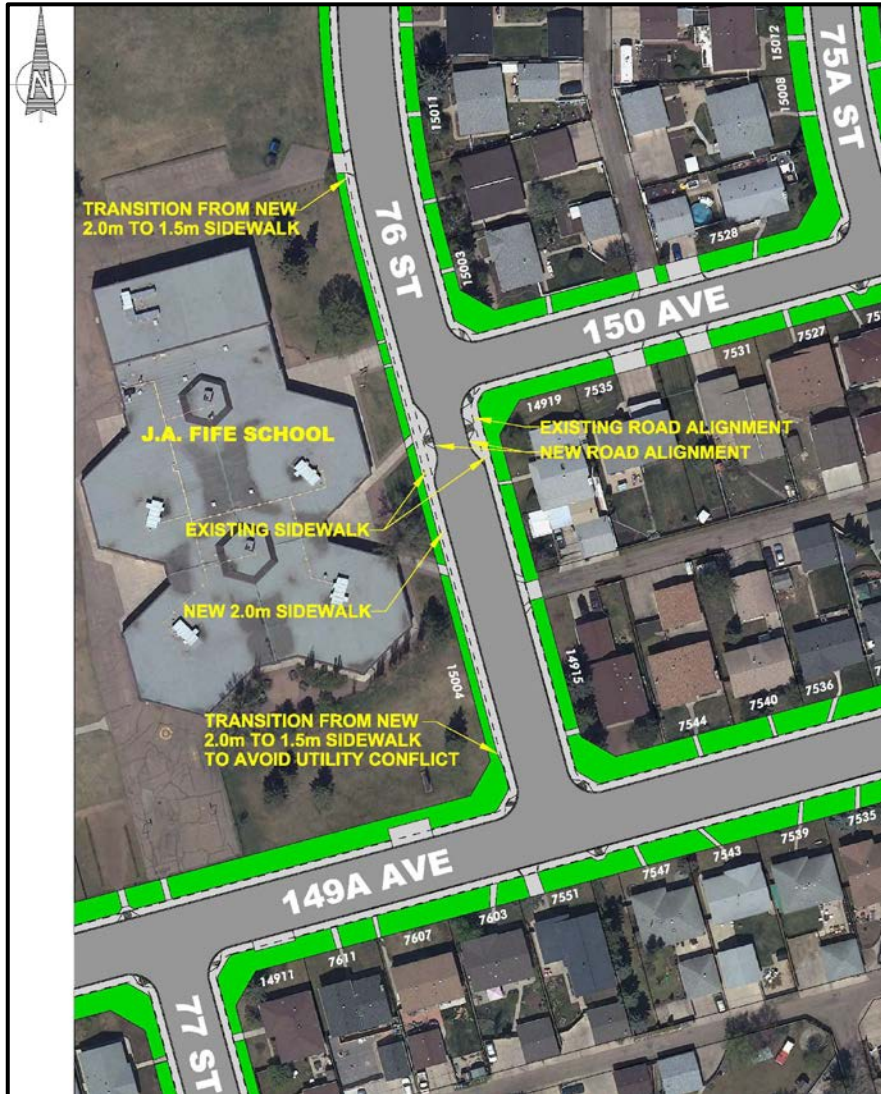 N
75A ST
15012
15008
15011
TRANSITION FROM NEW
2.0m TO 1.5m SIDEWALK
76 ST
7528
15003
150 AVE
7531
7527
14919
7535
EXISTING ROAD ALIGNMENT
J.A. FIFE SCHOOL
NEW ROAD ALIGNMENT
EXISTING SIDEWALK
NEW 2.0m SIDEWALK
15004
14915
7544
7540
7536
TRANSITION FROM NEW
2.0m TO 1.5m SIDEWALK
TO AVOID UTILITY CONFLICT
149A AVE
7535
7539
7543
7547
7551
7603
7607
7611
14911
77 ST